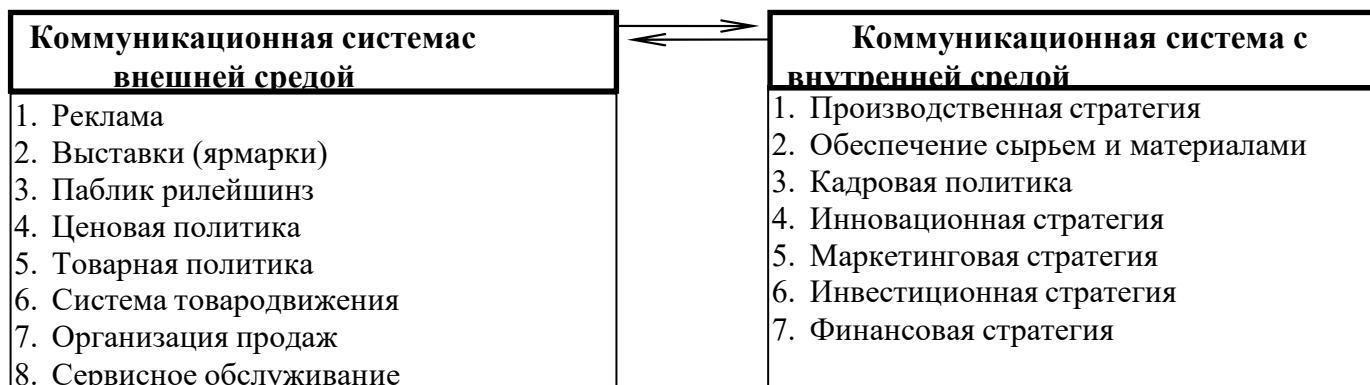 Коммуникационная системас
внешней средой
1. Реклама
2. Выставки (ярмарки)
3. Паблик рилейшинз
4. Ценовая политика
5. Товарная политика
6. Система товародвижения
7. Организация продаж
8. Сервисное обслуживание
Коммуникационная система с
внутренней средой
1. Производственная стратегия
2. Обеспечение сырьем и материалами
3. Кадровая политика
4. Инновационная стратегия
5. Маркетинговая стратегия
6. Инвестиционная стратегия
7. Финансовая стратегия